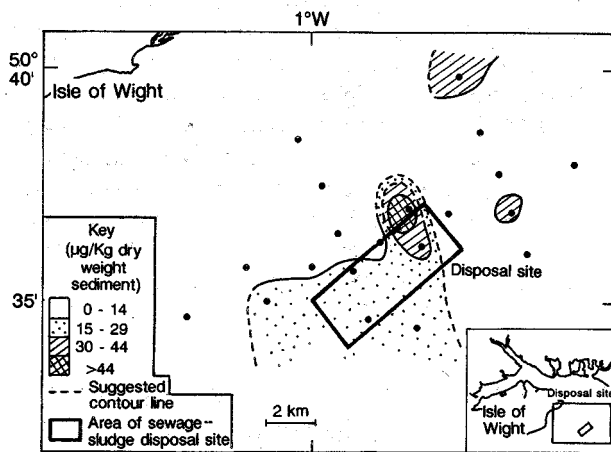 1°W
50°
40'
Isle of Wight
Key
(µg/Kg dry
weight
sediment)
0 - 14
15 - 29
30 - 44
>44
Suggested
contour line
Area of sewage-
sludge disposal site
35'
Disposal site
2 km
Disposal site
Isle of
Wight